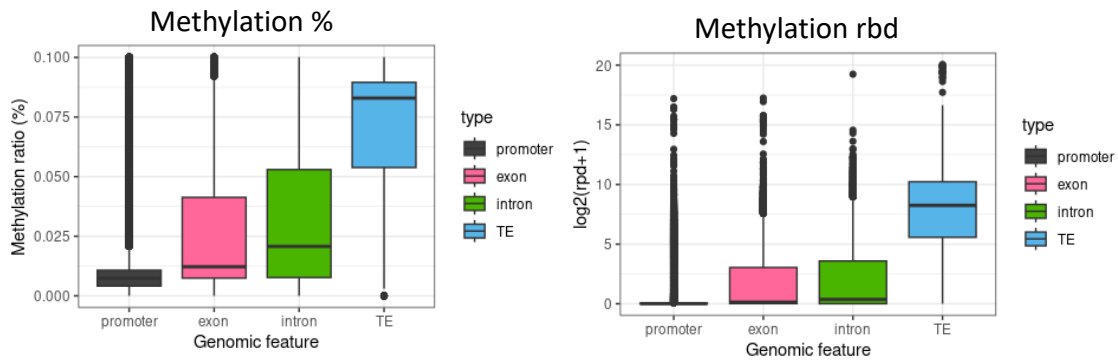 Methylation %
Methylation ratio (%)
0.100
0.075
0.050
0.025
0.000
promoter exon intron TE
Genomic feature
type
promoter
exon
intron
TE
Methylation rbd
log2(rpd+1)
20
15
10
5
0
promoter exon intron TE
Genomic feature
type
promoter
exon
intron
TE